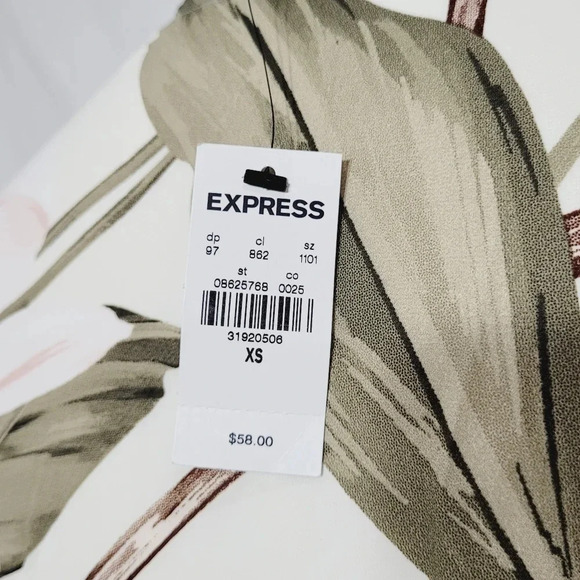 EXPRESS
dp cl sz
97 862 1101
st co
08625768 0025
31920506
XS
$58.00